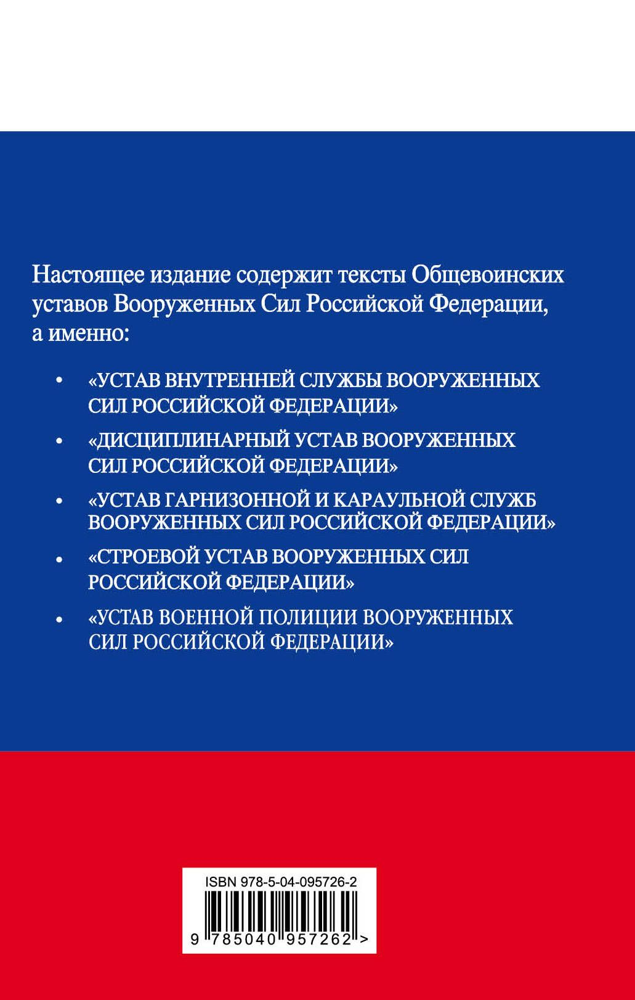 Настоящее издание содержит тексты Общевоинских
уставов Вооруженных Сил Российской Федерации,
а именно:
• «УСТАВ ВНУТРЕННЕЙ СЛУЖБЫ ВООРУЖЕННЫХ
СИЛ РОССИЙСКОЙ ФЕДЕРАЦИИ»
• «ДИСЦИПЛИНАРНЫЙ УСТАВ ВООРУЖЕННЫХ
СИЛ РОССИЙСКОЙ ФЕДЕРАЦИИ»
• «УСТАВ ГАРНИЗОННОЙ И КАРАУЛЬНОЙ СЛУЖБ
ВООРУЖЕННЫХ СИЛ РОССИЙСКОЙ ФЕДЕРАЦИИ»
• «СТРОЕВОЙ УСТАВ ВООРУЖЕННЫХ СИЛ
РОССИЙСКОЙ ФЕДЕРАЦИИ»
• «УСТАВ ВОЕННОЙ ПОЛИЦИИ ВООРУЖЕННЫХ
СИЛ РОССИЙСКОЙ ФЕДЕРАЦИИ»
ISBN 978-5-04-095726-2
9 785040 957262 >